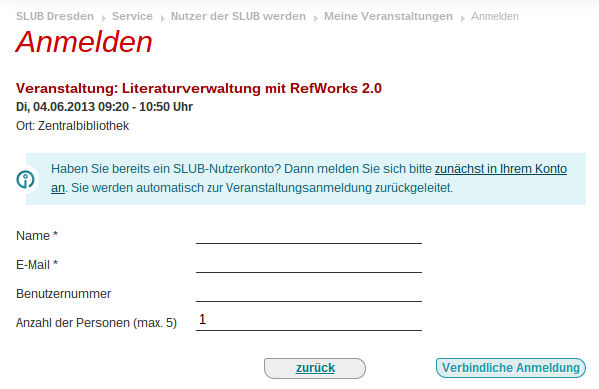 SLUB Dresden Service Nutzer der SLUB werden Meine Veranstaltungen Anmelden
Anmelden
Veranstaltung: Literaturverwaltung mit RefWorks 2.0
Di, 04.06.2013 09:20 - 10:50 Uhr
Ort: Zentralbibliothek
Haben Sie bereits ein SLUB-Nutzerkonto? Dann melden Sie sich bitte zunächst in Ihrem Konto
an. Sie werden automatisch zur Veranstaltungsanmeldung zurückgeleitet.
Name *
E-Mail *
Benutzernummer
Anzahl der Personen (max. 5) 1
zurück Verbindliche Anmeldung